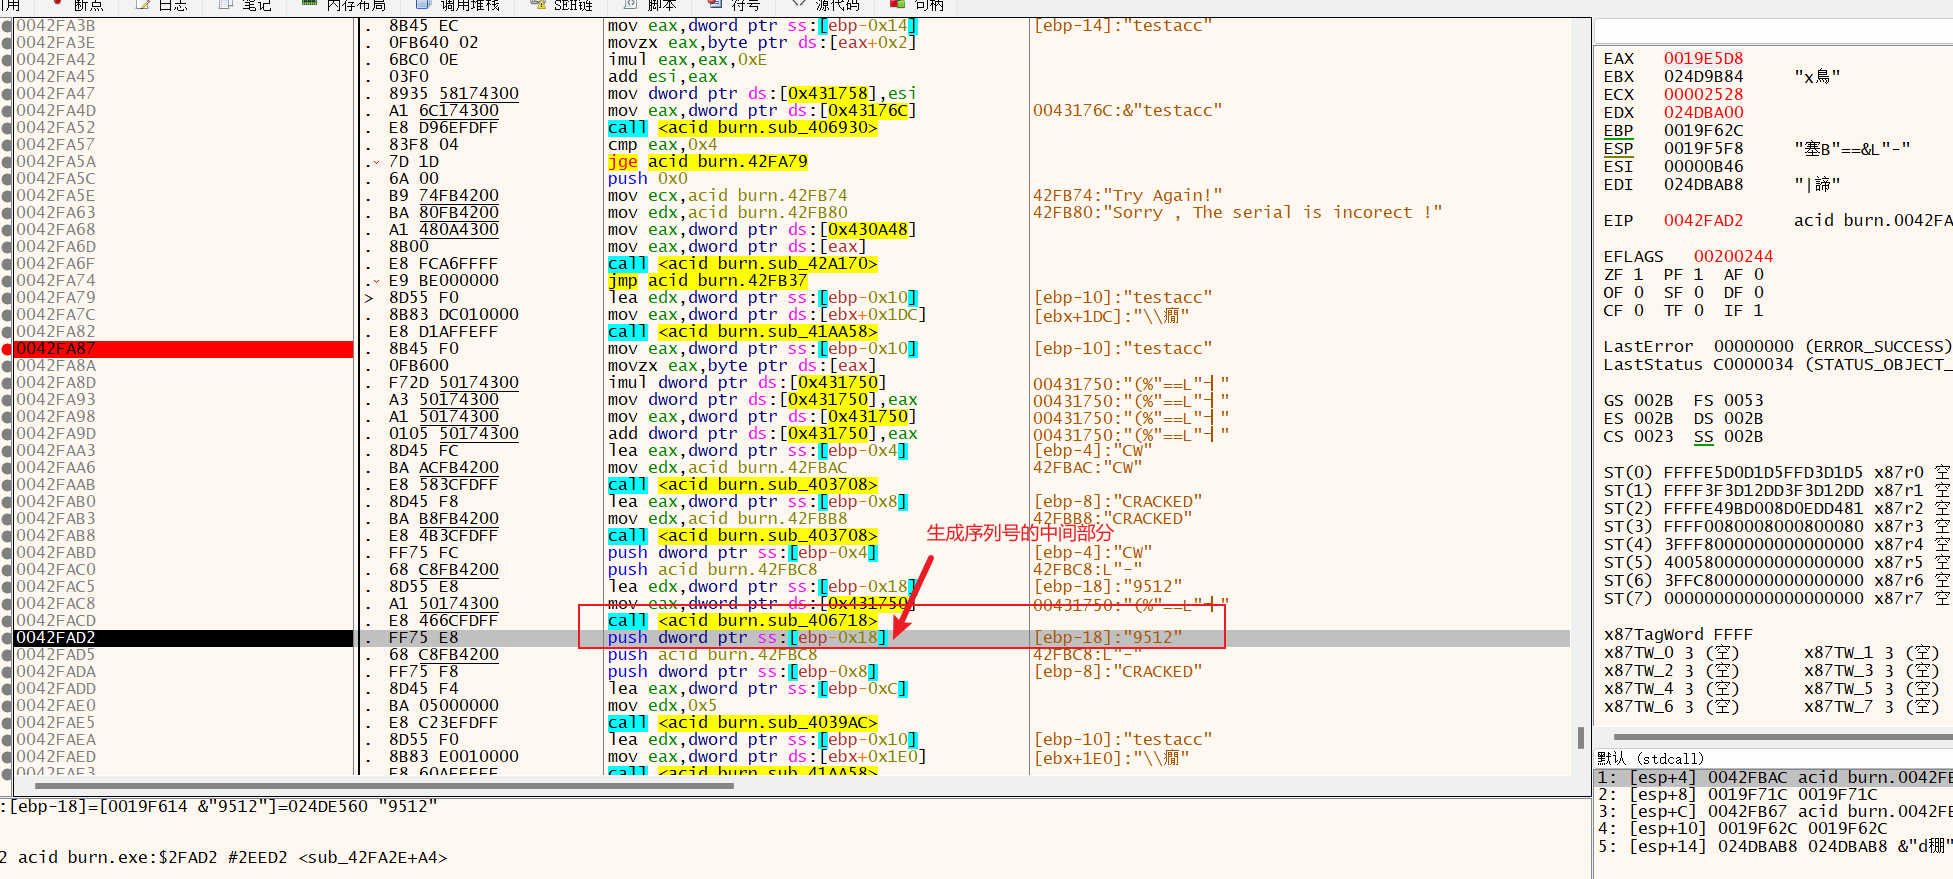 引用 断点 日志 笔记 内存布局 调用堆栈 SEH链 脚本 符号 源代码 句柄
0042FA3B . 8B45 EC mov eax,dword ptr ss:[ebp-0x14] [ebp-14]:"testacc"
0042FA3E . 0FB640 02 movzx eax,byte ptr ds:[eax+0x2]
0042FA42 . 6BC0 0E imul eax,eax,0xE
0042FA45 . 03F0 add esi,eax
0042FA47 . 8935 58174300 mov dword ptr ds:[0x431758],esi
0042FA4D . A1 6C174300 mov eax,dword ptr ds:[0x43176C] 0043176C:&"testacc"
0042FA52 . E8 D96EFDFF call <acid burn.sub_406930>
0042FA57 . 83F8 04 cmp eax,0x4
0042FA5A . 7D 1D jge acid burn.42FA79
0042FA5C . 6A 00 push 0x0
0042FA5E . B9 74FB4200 mov ecx,acid burn.42FB74 42FB74:"Try Again!"
0042FA63 . BA 80FB4200 mov edx,acid burn.42FB80 42FB80:"Sorry , The serial is incorect !"
0042FA68 . A1 480A4300 mov eax,dword ptr ds:[0x430A48]
0042FA6D . 8B00 mov eax,dword ptr ds:[eax]
0042FA6F . E8 FCA6FFFF call <acid burn.sub_42A170>
0042FA74 . E9 BE000000 jmp acid burn.42FB37
0042FA79 > 8D55 F0 lea edx,dword ptr ss:[ebp-0x10] [ebp-10]:"testacc"
0042FA7C . 8B83 DC010000 mov eax,dword ptr ds:[ebx+0x1DC] [ebx+1DC]:"\\癎"
0042FA82 . E8 D1AFFEFF call <acid burn.sub_41AA58>
0042FA87 . 8B45 F0 mov eax,dword ptr ss:[ebp-0x10] [ebp-10]:"testacc"
0042FA8A . 0FB600 movzx eax,byte ptr ds:[eax]
0042FA8D . F72D 50174300 imul dword ptr ds:[0x431750] 00431750:"(%"==L"┥"
0042FA93 . A3 50174300 mov dword ptr ds:[0x431750],eax 00431750:"(%"==L"┥"
0042FA98 . A1 50174300 mov eax,dword ptr ds:[0x431750] 00431750:"(%"==L"┥"
0042FA9D . 0105 50174300 add dword ptr ds:[0x431750],eax 00431750:"(%"==L"┥"
0042FAA3 . 8D45 FC lea eax,dword ptr ss:[ebp-0x4] [ebp-4]:"CW"
0042FAA6 . BA ACFB4200 mov edx,acid burn.42FBAC 42FBAC:"CW"
0042FAAB . E8 583CFDFF call <acid burn.sub_403708>
0042FAB0 . 8D45 F8 lea eax,dword ptr ss:[ebp-0x8] [ebp-8]:"CRACKED"
0042FAB3 . BA B8FB4200 mov edx,acid burn.42FBB8 42FBB8:"CRACKED"
0042FAB8 . E8 4B3CFDFF call <acid burn.sub_403708>
生成序列号的中间部分
0042FABD . FF75 FC push dword ptr ss:[ebp-0x4] [ebp-4]:"CW"
0042FAC0 . 68 C8FB4200 push acid burn.42FBC8 42FBC8:L"-"
0042FAC5 . 8D55 E8 lea edx,dword ptr ss:[ebp-0x18] [ebp-18]:"9512"
0042FAC8 . A1 50174300 mov eax,dword ptr ds:[0x431750] 00431750:"(%"==L"┥"
0042FACD . E8 466CFDFF call <acid burn.sub_406718>
0042FAD2 . FF75 E8 push dword ptr ss:[ebp-0x18] [ebp-18]:"9512"
0042FAD5 . 68 C8FB4200 push acid burn.42FBC8 42FBC8:L"-"
0042FADA . FF75 F8 push dword ptr ss:[ebp-0x8] [ebp-8]:"CRACKED"
0042FADD . 8D45 F4 lea eax,dword ptr ss:[ebp-0xC]
0042FAE0 . BA 05000000 mov edx,0x5
0042FAE5 . E8 C23EFDFF call <acid burn.sub_4039AC>
0042FAEA . 8D55 F0 lea edx,dword ptr ss:[ebp-0x10] [ebp-10]:"testacc"
0042FAED . 8B83 E0010000 mov eax,dword ptr ds:[ebx+0x1E0] [ebx+1E0]:"\\癎"
0042FAF3 . E8 60AFFEFF call <acid burn.sub_41AA58>
:[ebp-18]=[0019F614 &"9512"]=024DE560 "9512"
2 acid burn.exe:$2FAD2 #2EED2 <sub_42FA2E+A4>
EAX 0019E5D8
EBX 024D9B84 "x鳥"
ECX 00002528
EDX 024DBA00
EBP 0019F62C
ESP 0019F5F8 "塞B"==&L"-"
ESI 00000B46
EDI 024DBAB8 "|諦"
EIP 0042FAD2 acid burn.0042FA
EFLAGS 00200244
ZF 1 PF 1 AF 0
OF 0 SF 0 DF 0
CF 0 TF 0 IF 1
LastError 00000000 (ERROR_SUCCESS)
LastStatus C0000034 (STATUS_OBJECT_
GS 002B FS 0053
ES 002B DS 002B
CS 0023 SS 002B
ST(0) FFFFE5D0D1D5FFD3D1D5 x87r0 空
ST(1) FFFF3F3D12DD3F3D12DD x87r1 空
ST(2) FFFFE49BD008D0EDD481 x87r2 空
ST(3) FFFF0080008000800080 x87r3 空
ST(4) 3FFF8000000000000000 x87r4 空
ST(5) 40058000000000000000 x87r5 空
ST(6) 3FFC8000000000000000 x87r6 空
ST(7) 00000000000000000000 x87r7 空
x87TagWord FFFF
x87TW_0 3 (空) x87TW_1 3 (空)
x87TW_2 3 (空) x87TW_3 3 (空)
x87TW_4 3 (空) x87TW_5 3 (空)
x87TW_6 3 (空) x87TW_7 3 (空)
默认 (stdcall)
1: [esp+4] 0042FBAC acid burn.0042FB
2: [esp+8] 0019F71C 0019F71C
3: [esp+C] 0042FB67 acid burn.0042FB
4: [esp+10] 0019F62C 0019F62C
5: [esp+14] 024DBAB8 024DBAB8 &"d稝"